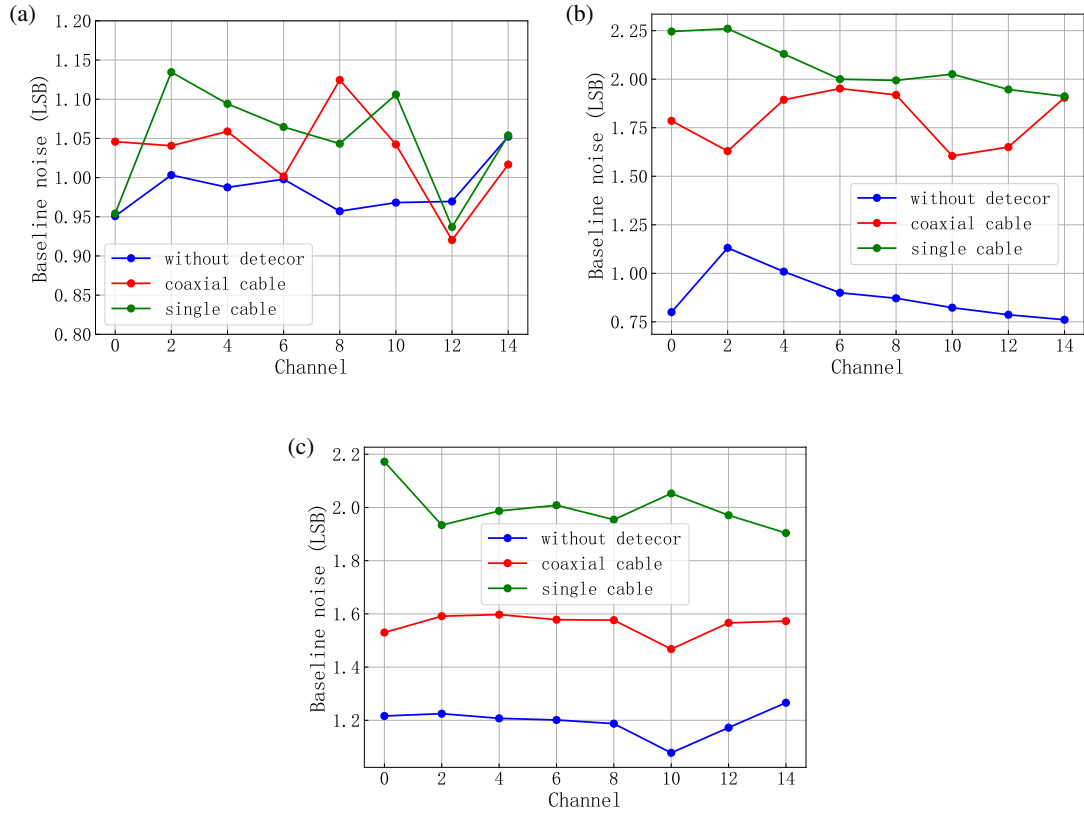 (a)
1.20
1.15
1.10
1.05
1.00
0.95
0.90
0.85
0.80
Baseline noise (LSB)
without detecor
coaxial cable
single cable
0 2 4 6 8 10 12 14
Channel
(b)
2.25
2.00
1.75
1.50
1.25
1.00
0.75
Baseline noise (LSB)
without detecor
coaxial cable
single cable
0 2 4 6 8 10 12 14
Channel
(c)
2.2
2.0
1.8
1.6
1.4
1.2
Baseline noise (LSB)
without detecor
coaxial cable
single cable
0 2 4 6 8 10 12 14
Channel